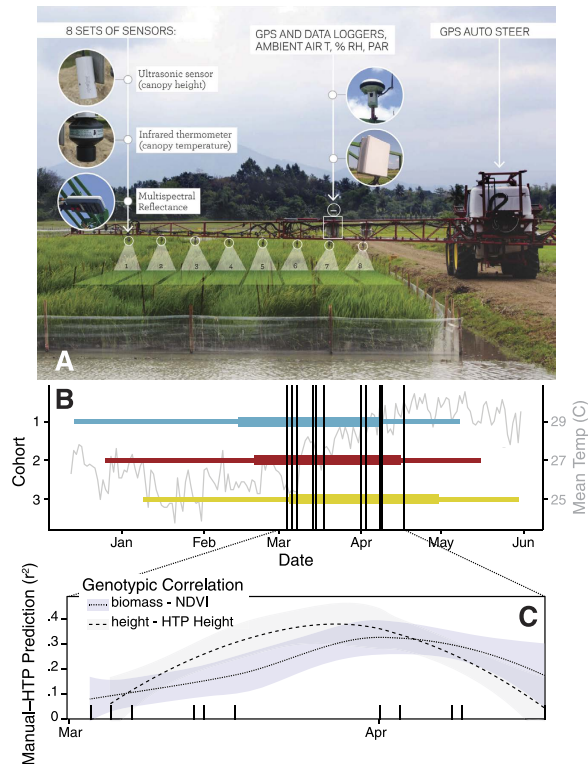 8 SETS OF SENSORS:
GPS AND DATA LOGGERS,
AMBIENT AIR T, % RH, PAR
GPS AUTO STEER
Ultrasonic sensor
(canopy height)
Infrared thermometer
(canopy temperature)
Multispectral
Reflectance
1 2 3 4 5 6 7 8
A
B
Cohort
1
2
3
29
27
25
Mean Temp (C)
Jan Feb Mar Apr May Jun
Date
C
Genotypic Correlation
biomass - NDVI
height - HTP Height
Manual–HTP Prediction (r²)
.4
.3
.2
.1
0
Mar Apr